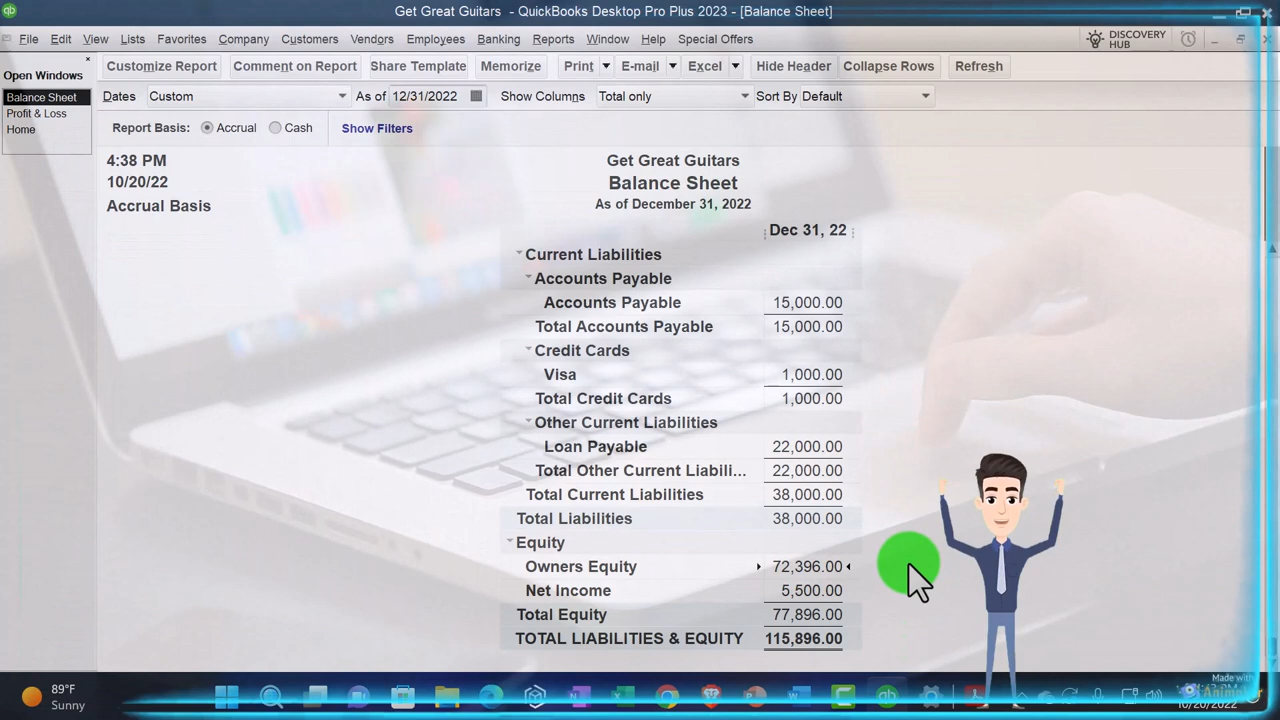 Get Great Guitars - QuickBooks Desktop Pro Plus 2023 - [Balance Sheet]
File Edit View Lists Favorites Company Customers Vendors Employees Banking Reports Window Help Special Offers DISCOVERY HUB
Open Windows
Balance Sheet
Profit & Loss
Home
Customize Report Comment on Report Share Template Memorize Print E-mail Excel Hide Header Collapse Rows Refresh
Dates Custom As of 12/31/2022 Show Columns Total only Sort By Default
Report Basis: Accrual Cash Show Filters
4:38 PM
10/20/22
Accrual Basis
Get Great Guitars
Balance Sheet
As of December 31, 2022
Dec 31, 22
Current Liabilities
Accounts Payable
Accounts Payable 15,000.00
Total Accounts Payable 15,000.00
Credit Cards
Visa 1,000.00
Total Credit Cards 1,000.00
Other Current Liabilities
Loan Payable 22,000.00
Total Other Current Liabili... 22,000.00
Total Current Liabilities 38,000.00
Total Liabilities 38,000.00
Equity
Owners Equity 72,396.00
Net Income 5,500.00
Total Equity 77,896.00
TOTAL LIABILITIES & EQUITY 115,896.00
89°F
Sunny
Made with
10/20/2022